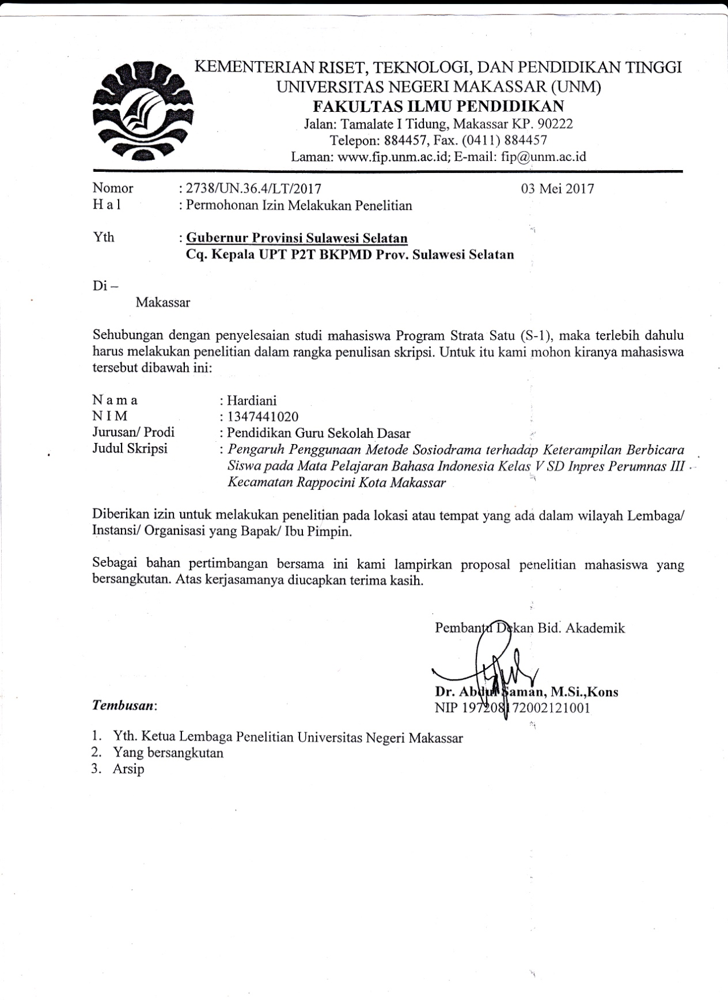 KEMENTERIAN RISET, TEKNOLOGI, DAN PENDIDIKAN TINGGI
UNIVERSITAS NEGERI MAKASSAR (UNM)
FAKULTAS ILMU PENDIDIKAN
Jalan: Tamalate I Tidung, Makassar KP. 90222
Telepon: 884457, Fax. (0411) 884457
Laman: www.fip.unm.ac.id; E-mail: fip@unm.ac.id
Nomor : 2738/UN.36.4/LT/2017 03 Mei 2017
H a l : Permohonan Izin Melakukan Penelitian
Yth : Gubernur Provinsi Sulawesi Selatan
Cq. Kepala UPT P2T BKPMD Prov. Sulawesi Selatan
Di –
Makassar
Sehubungan dengan penyelesaian studi mahasiswa Program Strata Satu (S-1), maka terlebih dahulu
harus melakukan penelitian dalam rangka penulisan skripsi. Untuk itu kami mohon kiranya mahasiswa
tersebut dibawah ini:
N a m a : Hardiani
N I M : 1347441020
Jurusan/ Prodi : Pendidikan Guru Sekolah Dasar
Judul Skripsi : Pengaruh Penggunaan Metode Sosiodrama terhadap Keterampilan Berbicara
Siswa pada Mata Pelajaran Bahasa Indonesia Kelas V SD Inpres Perumnas III
Kecamatan Rappocini Kota Makassar
Diberikan izin untuk melakukan penelitian pada lokasi atau tempat yang ada dalam wilayah Lembaga/
Instansi/ Organisasi yang Bapak/ Ibu Pimpin.
Sebagai bahan pertimbangan bersama ini kami lampirkan proposal penelitian mahasiswa yang
bersangkutan. Atas kerjasamanya diucapkan terima kasih.
Pembantu Dekan Bid. Akademik
Dr. Abdul Saman, M.Si.,Kons
NIP 197208172002121001
Tembusan:
1. Yth. Ketua Lembaga Penelitian Universitas Negeri Makassar
2. Yang bersangkutan
3. Arsip